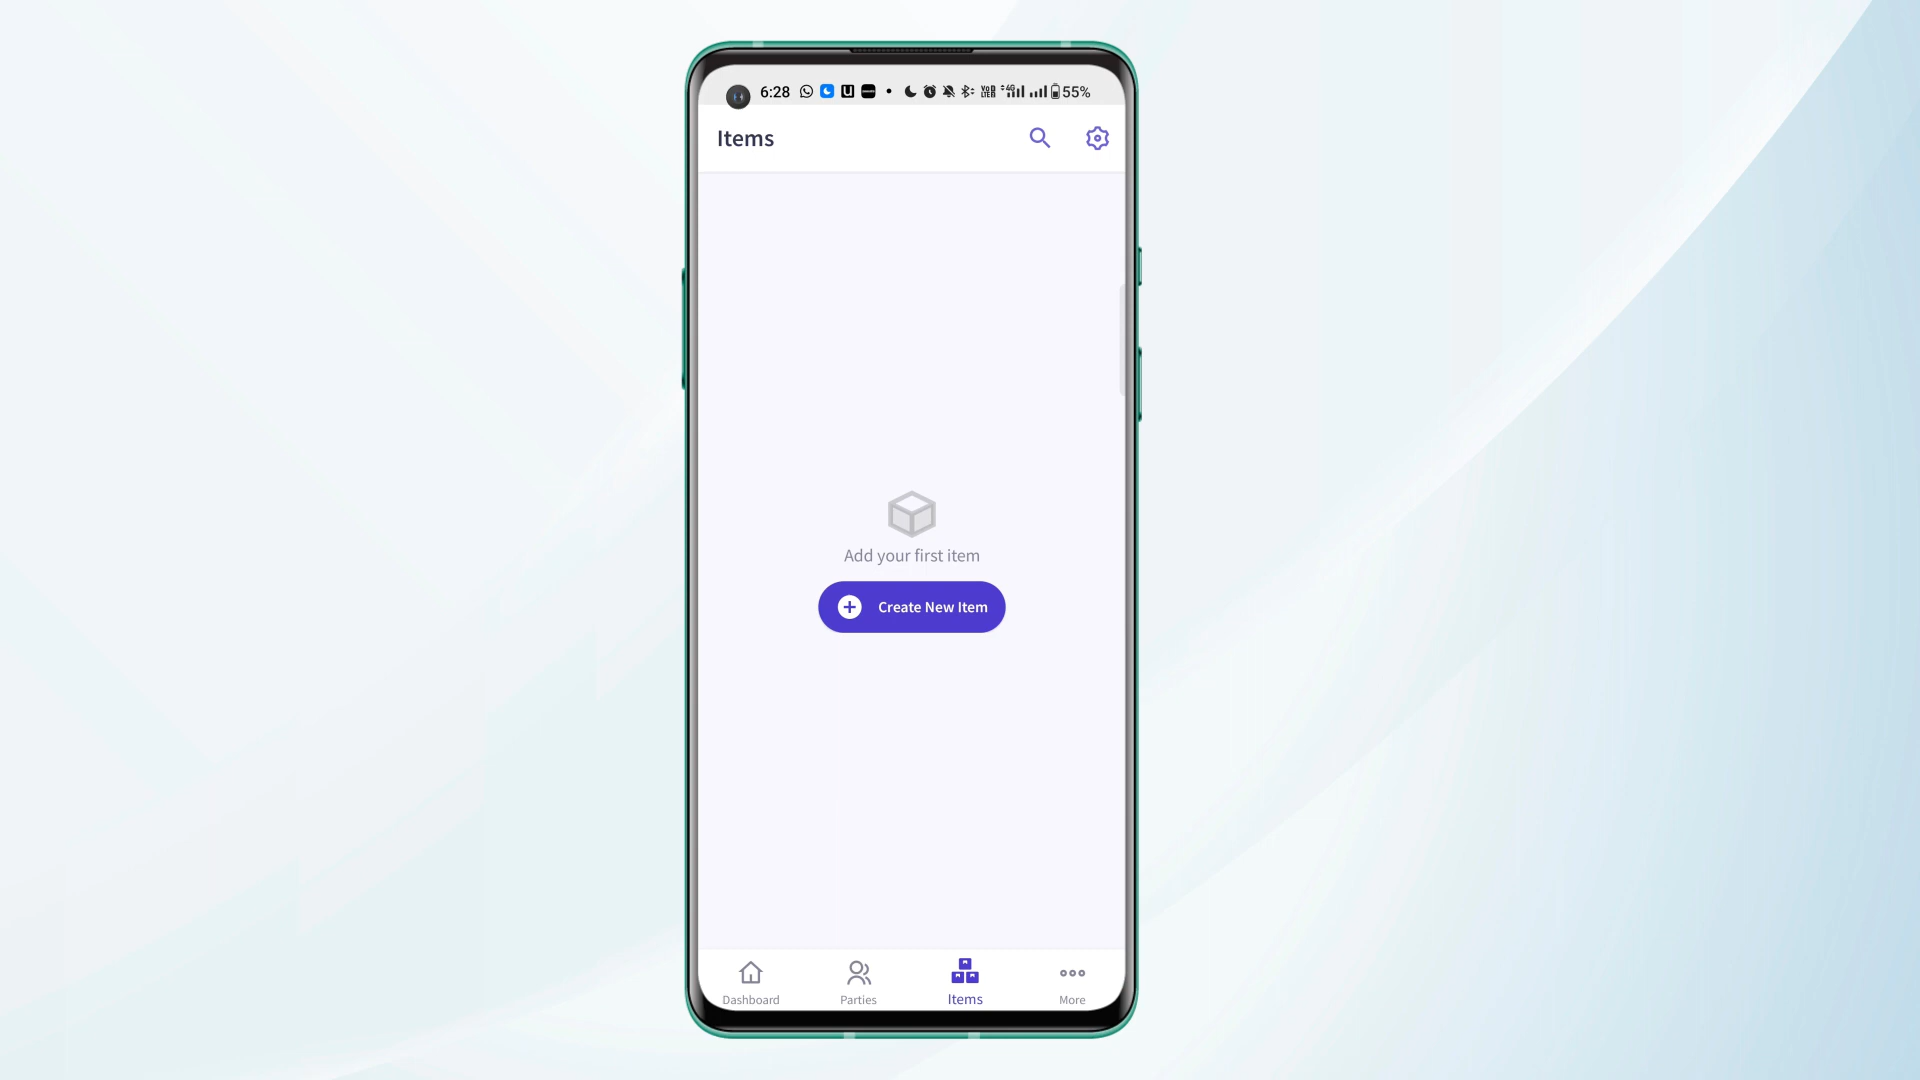 6:28 55%
Items
Add your first item
Create New Item
Dashboard Parties Items More